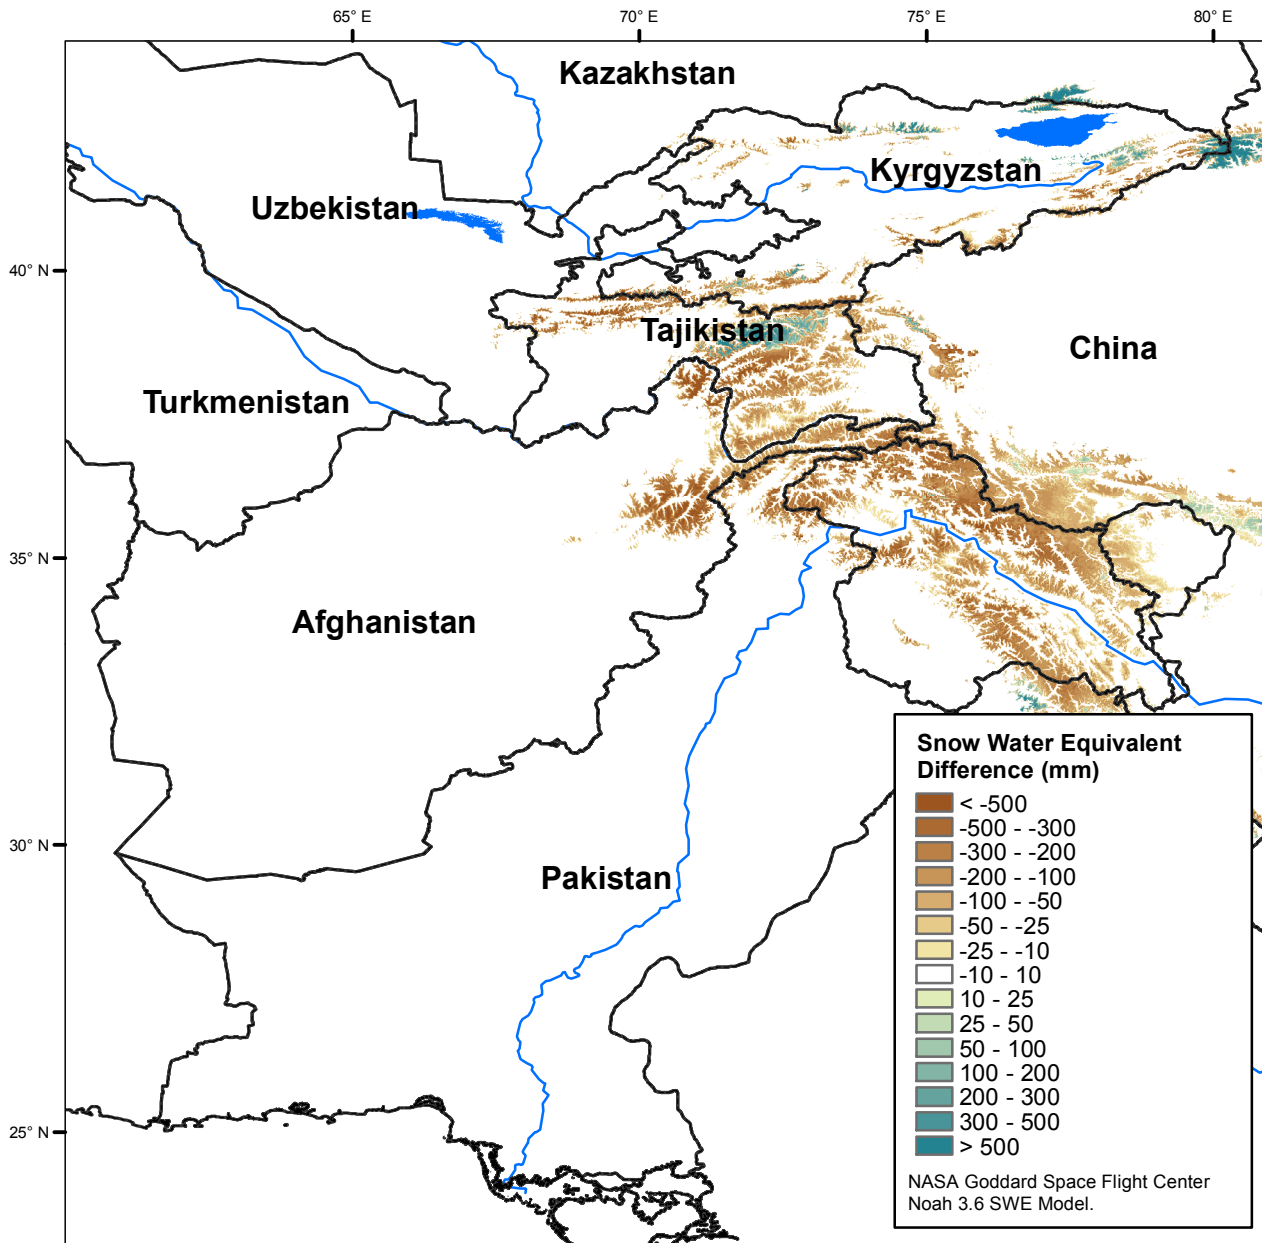 65° E
70° E
75° E
80° E
Kazakhstan
Kyrgyzstan
Uzbekistan
40° N
Tajikistan
China
Turkmenistan
35° N
Afghanistan
Snow Water Equivalent
Difference (mm)
< -500
-500 - -300
-300 - -200
-200 - -100
-100 - -50
-50 - -25
-25 - -10
-10 - 10
10 - 25
25 - 50
50 - 100
100 - 200
200 - 300
300 - 500
> 500
NASA Goddard Space Flight Center
Noah 3.6 SWE Model.
30° N
Pakistan
25° N